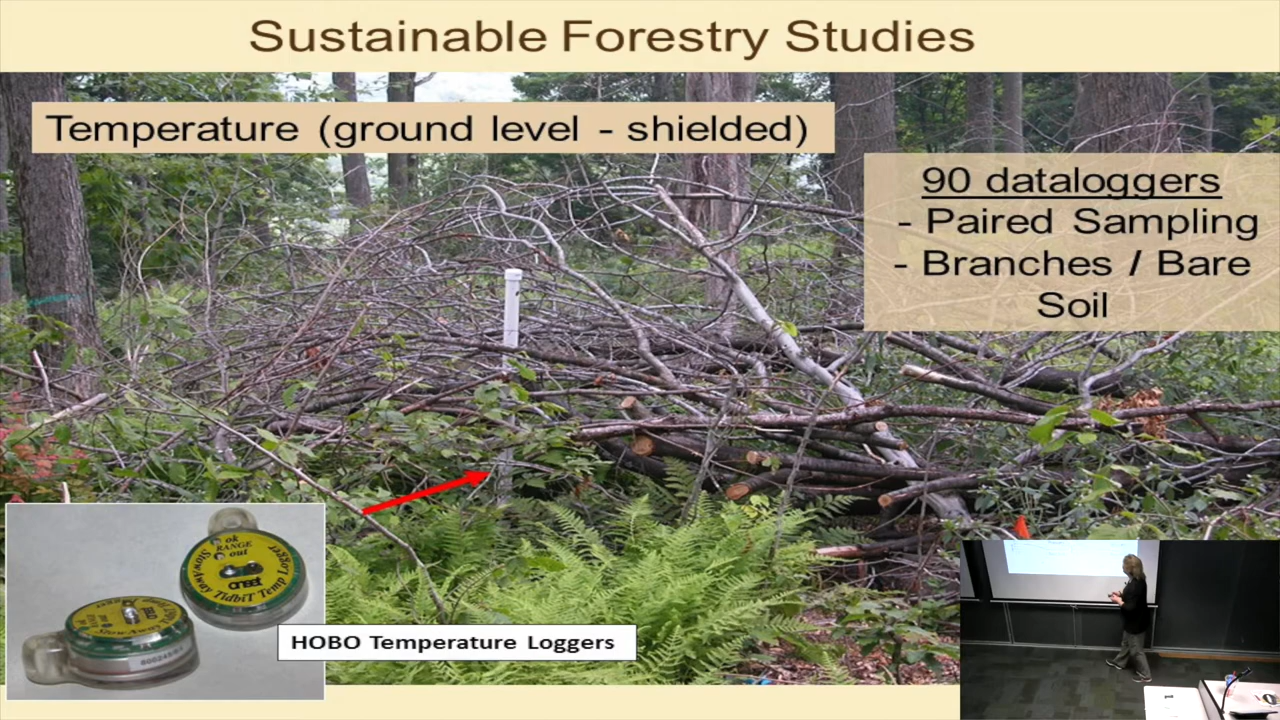 Sustainable Forestry Studies
Temperature (ground level - shielded)
90 dataloggers
- Paired Sampling
- Branches / Bare
Soil
ok
RANGE
out
StowAway TidbiT Temp Logger
onset
HOBO Temperature Loggers